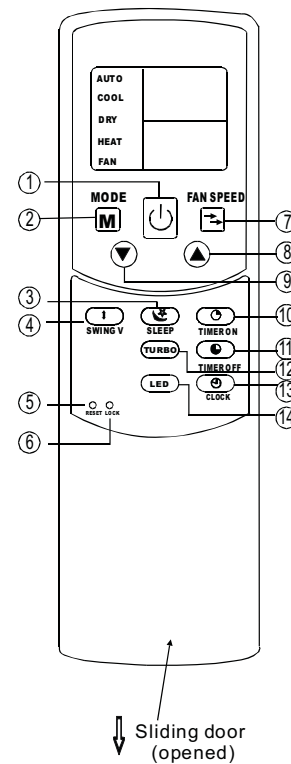 AUTO
COOL
DRY
HEAT
FAN
1
MODE
FAN SPEED
2
M
7
8
9
3
10
4
SWING V
SLEEP
TIMER ON
11
TURBO
12
TIMER OFF
LED
13
5
CLOCK
RESET LOCK
14
6
Sliding door
(opened)